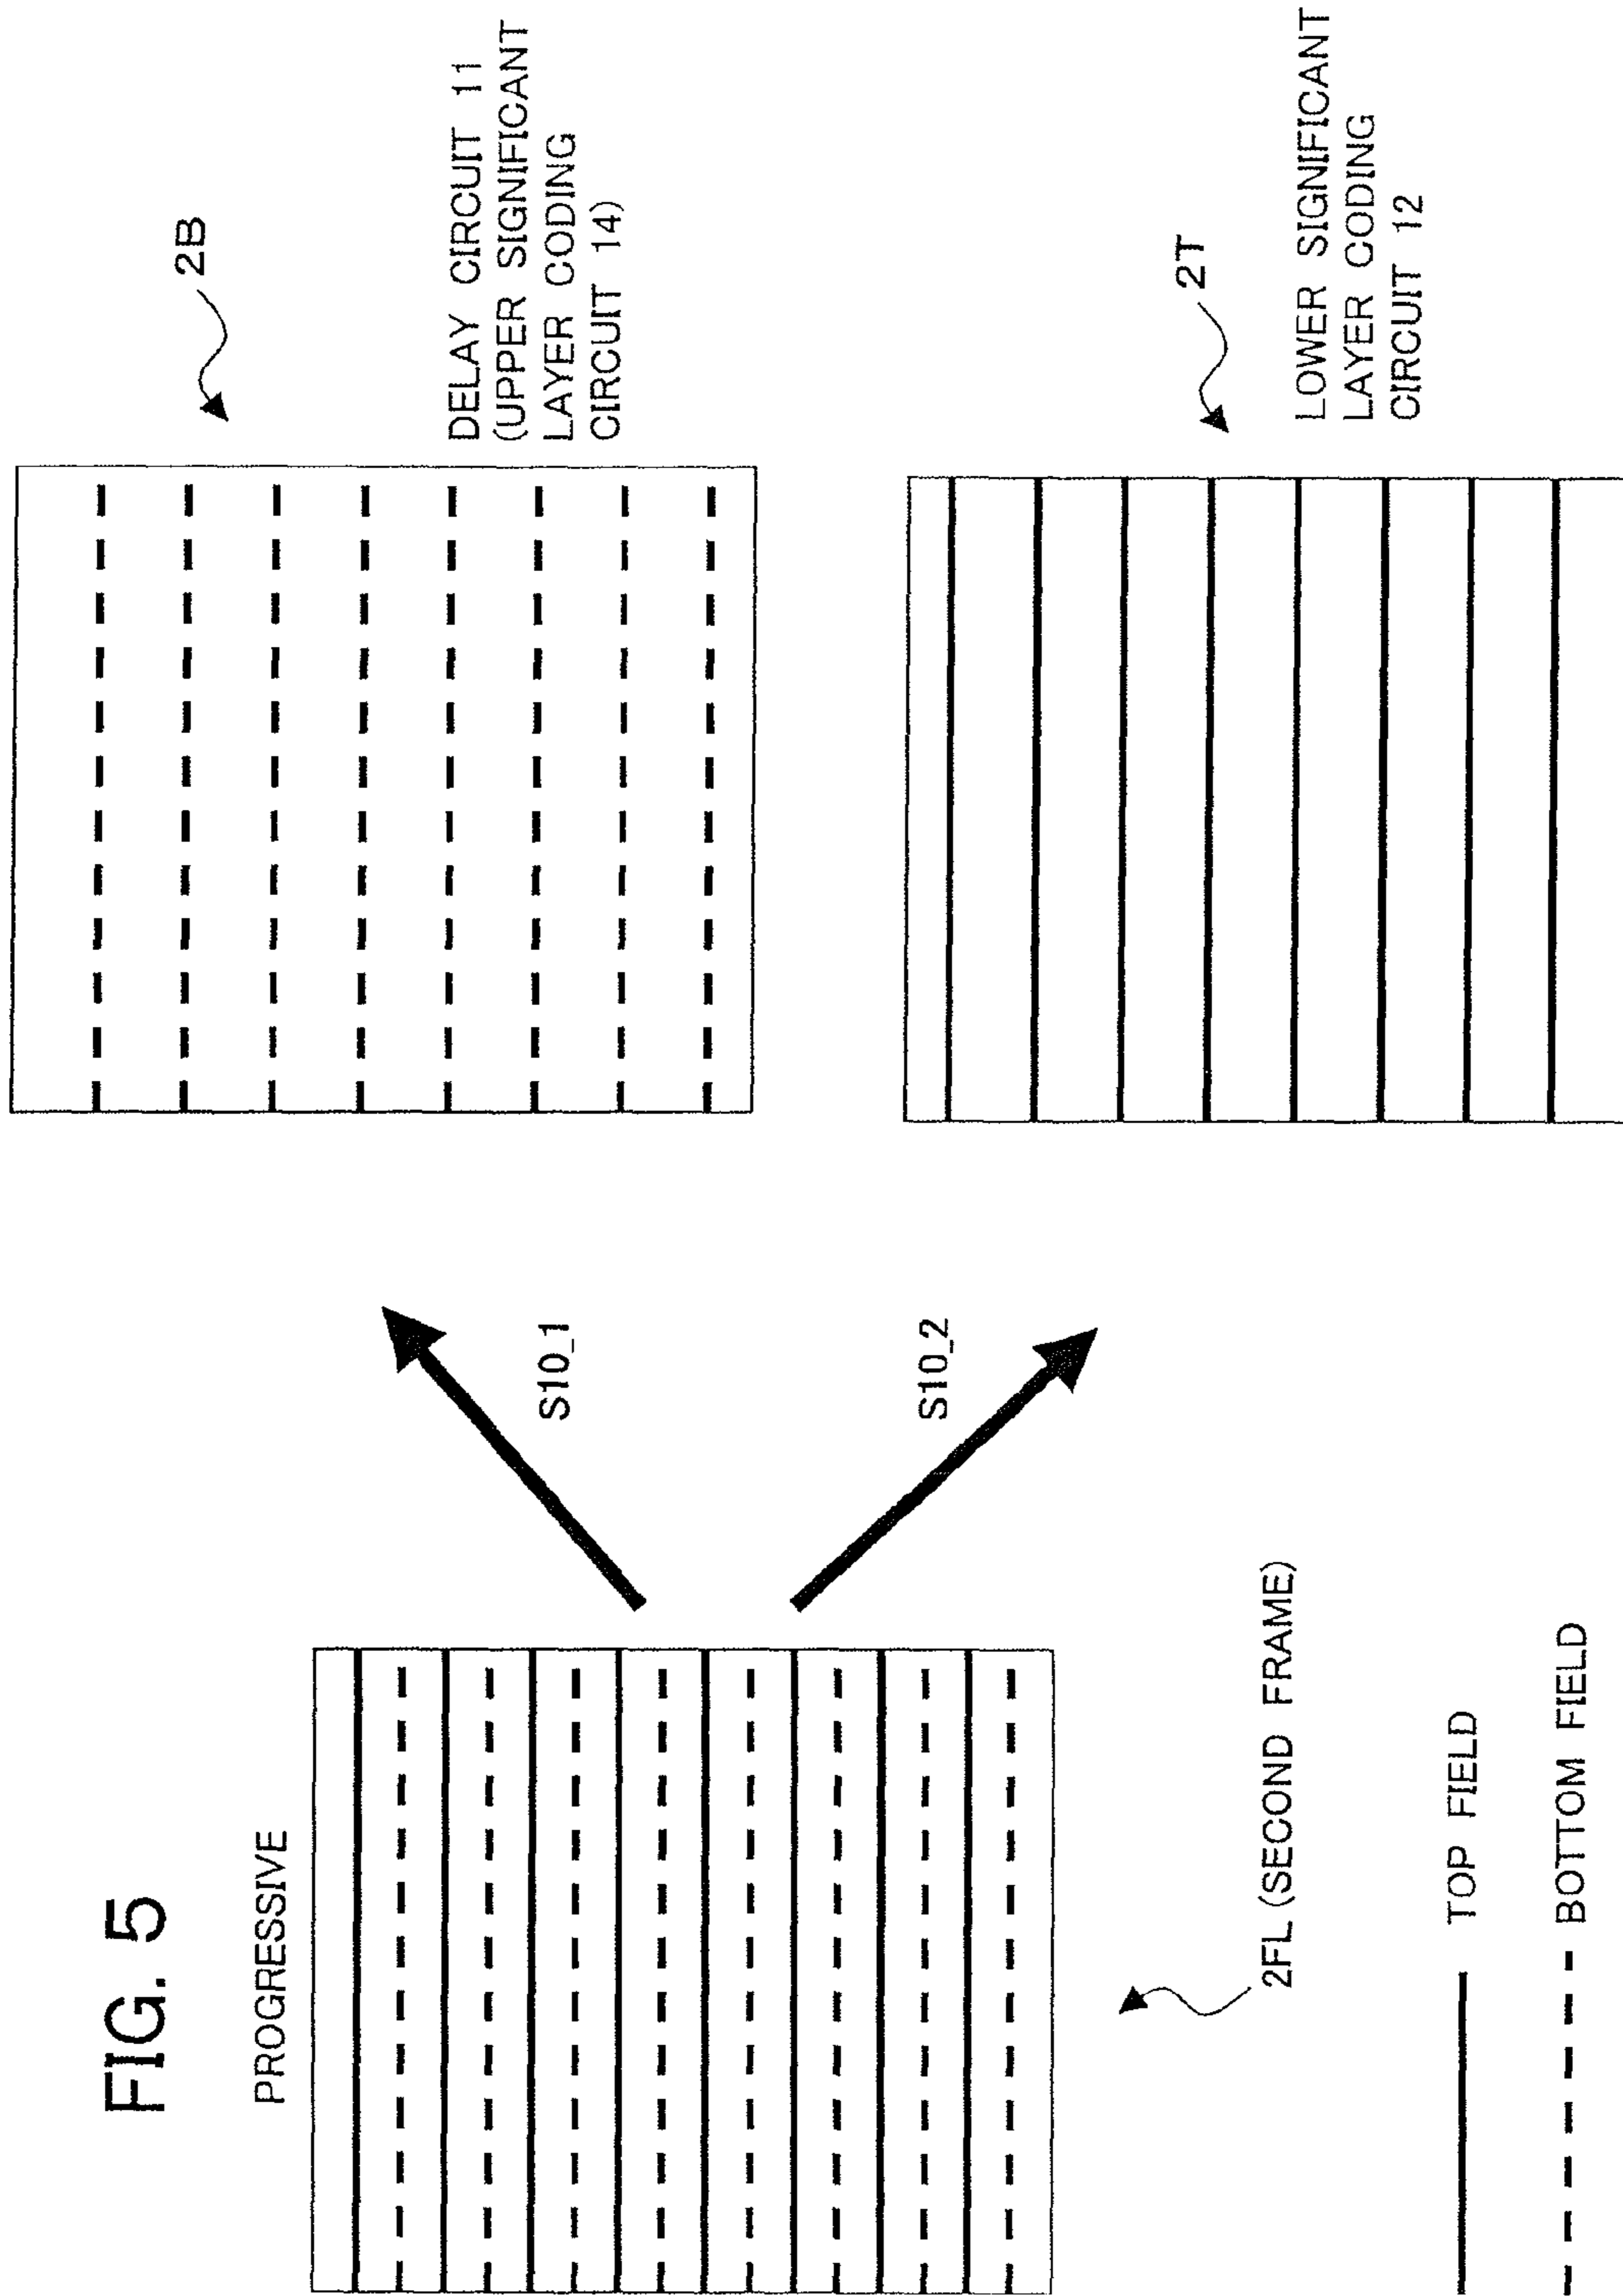 FIG. 5
PROGRESSIVE
2FL (SECOND FRAME)
TOP FIELD
BOTTOM FIELD
S10_1
S10_2
2B
DELAY CIRCUIT 11
(UPPER SIGNIFICANT
LAYER CODING
CIRCUIT 14)
2T
LOWER SIGNIFICANT
LAYER CODING
CIRCUIT 12